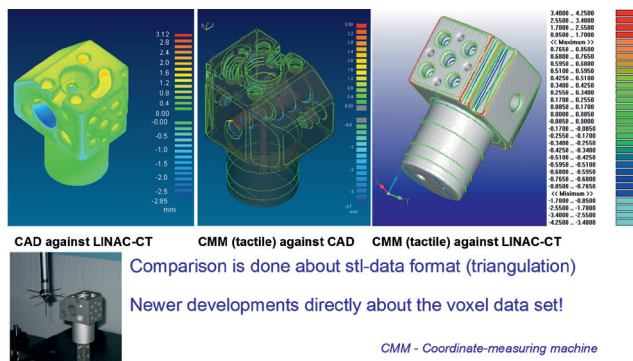 3.12
2.8
2.4
2.0
1.6
1.2
0.8
0.4
0.00
-0.00
-0.5
-1.0
-1.5
-2.0
-2.5
-2.85
mm
3.30
mm
3.4000 .. 4.2500
2.5500 .. 3.4000
1.7000 .. 2.5500
0.8500 .. 1.7000
<< Maximum >>
0.7650 .. 0.8500
0.6800 .. 0.7650
0.5950 .. 0.6800
0.5100 .. 0.5950
0.4250 .. 0.5100
0.3400 .. 0.4250
0.2550 .. 0.3400
0.1700 .. 0.2550
0.0850 .. 0.1700
0.0000 .. 0.0850
-0.0850 .. 0.0000
-0.1700 .. -0.0850
-0.2550 .. -0.1700
-0.3400 .. -0.2550
-0.4250 .. -0.3400
-0.5100 .. -0.4250
-0.5950 .. -0.5100
-0.6800 .. -0.5950
-0.7650 .. -0.6800
-0.8500 .. -0.7650
<< Minimum >>
-1.7000 .. -0.8500
-2.5500 .. -1.7000
-3.4000 .. -2.5500
-4.2500 .. -3.4000
CAD against LINAC-CT
CMM (tactile) against CAD
CMM (tactile) against LINAC-CT
Comparison is done about stl-data format (triangulation)
Newer developments directly about the voxel data set!
CMM - Coordinate-measuring machine